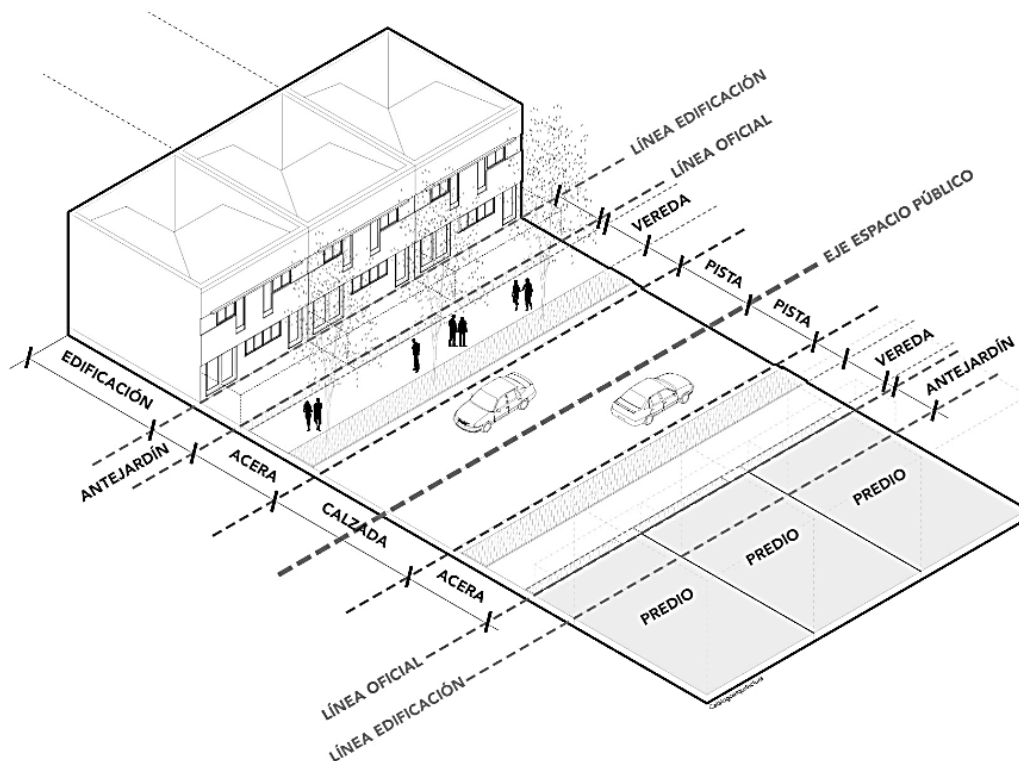 LÍNEA EDIFICACIÓN
LÍNEA OFICIAL
EJE ESPACIO PÚBLICO
VEREDA
PISTA
PISTA
VEREDA
ANTEJARDÍN
EDIFICACIÓN
ANTEJARDÍN
ACERA
CALZADA
ACERA
PREDIO
PREDIO
PREDIO
LÍNEA OFICIAL
LÍNEA EDIFICACIÓN